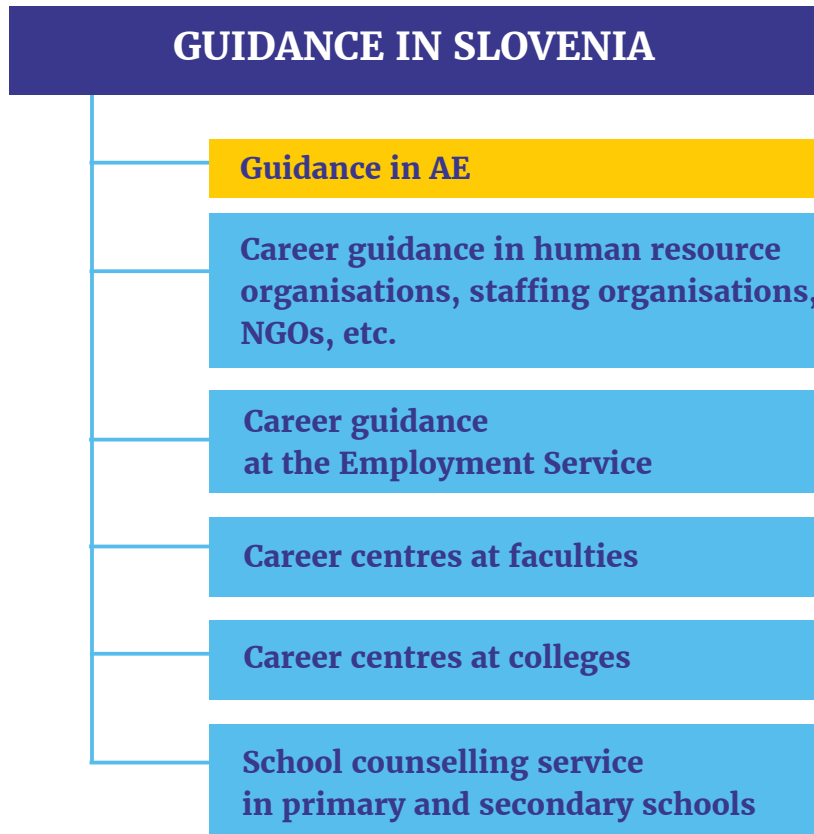 GUIDANCE IN SLOVENIA
Guidance in AE
Career guidance in human resource
organisations, staffing organisations,
NGOs, etc.
Career guidance
at the Employment Service
Career centres at faculties
Career centres at colleges
School counselling service
in primary and secondary schools